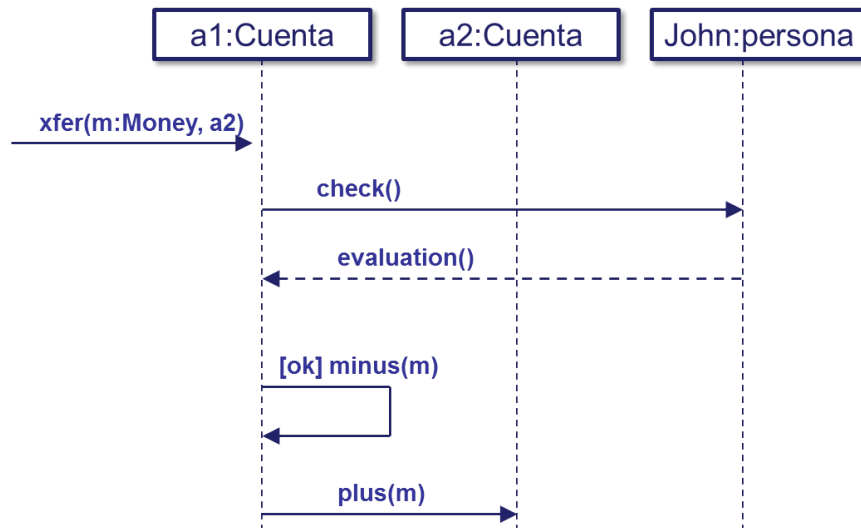 a1:Cuenta
a2:Cuenta
John:persona
xfer(m:Money, a2)
check()
evaluation()
[ok] minus(m)
plus(m)